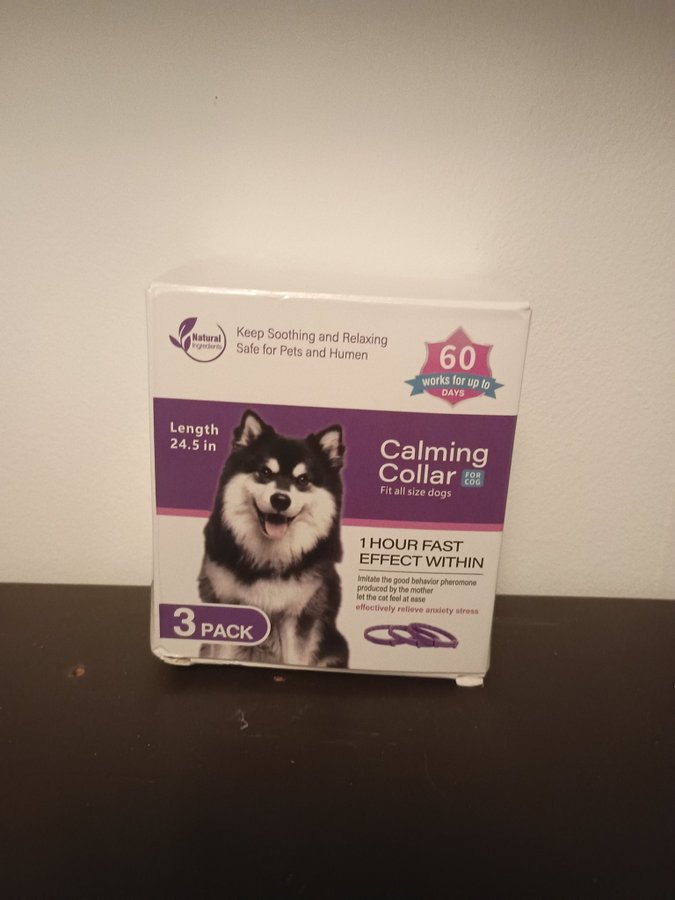 Natural
Ingredients
Keep Soothing and Relaxing
Safe for Pets and Humen
60
works for up to
DAYS
Length
24.5 in
Calming
Collar
FOR
COG
Fit all size dogs
1 HOUR FAST
EFFECT WITHIN
Imitate the good behavior pheromone
produced by the mother
let the cat feel at ease
effectively relieve anxiety stress
3 PACK